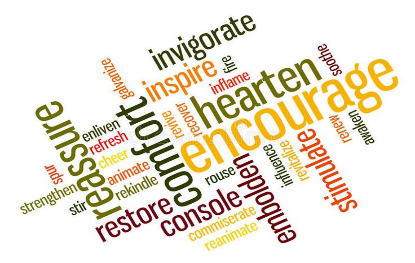 invigorate
galvanize
inspire
fire
inflame
soothe
hearten
encourage
reassure
enliven
refresh
cheer
comfort
revive
recover
renew
awaken
spur
strengthen
stir
animate
rekindle
rouse
influence
revitalize
stimulate
restore
console
embolden
commiserate
reanimate